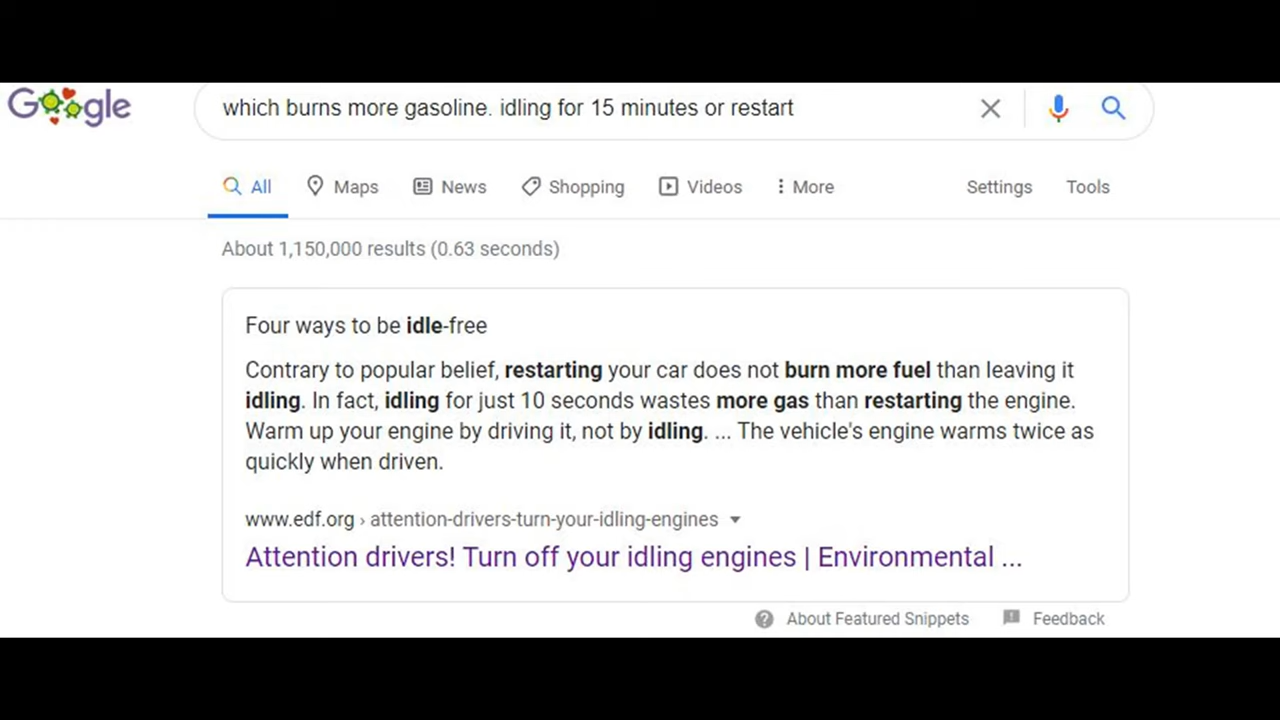 Google
which burns more gasoline. idling for 15 minutes or restart
All Maps News Shopping Videos More Settings Tools
About 1,150,000 results (0.63 seconds)
Four ways to be idle-free
Contrary to popular belief, restarting your car does not burn more fuel than leaving it
idling. In fact, idling for just 10 seconds wastes more gas than restarting the engine.
Warm up your engine by driving it, not by idling. ... The vehicle's engine warms twice as
quickly when driven.
www.edf.org › attention-drivers-turn-your-idling-engines
Attention drivers! Turn off your idling engines | Environmental ...
About Featured Snippets Feedback